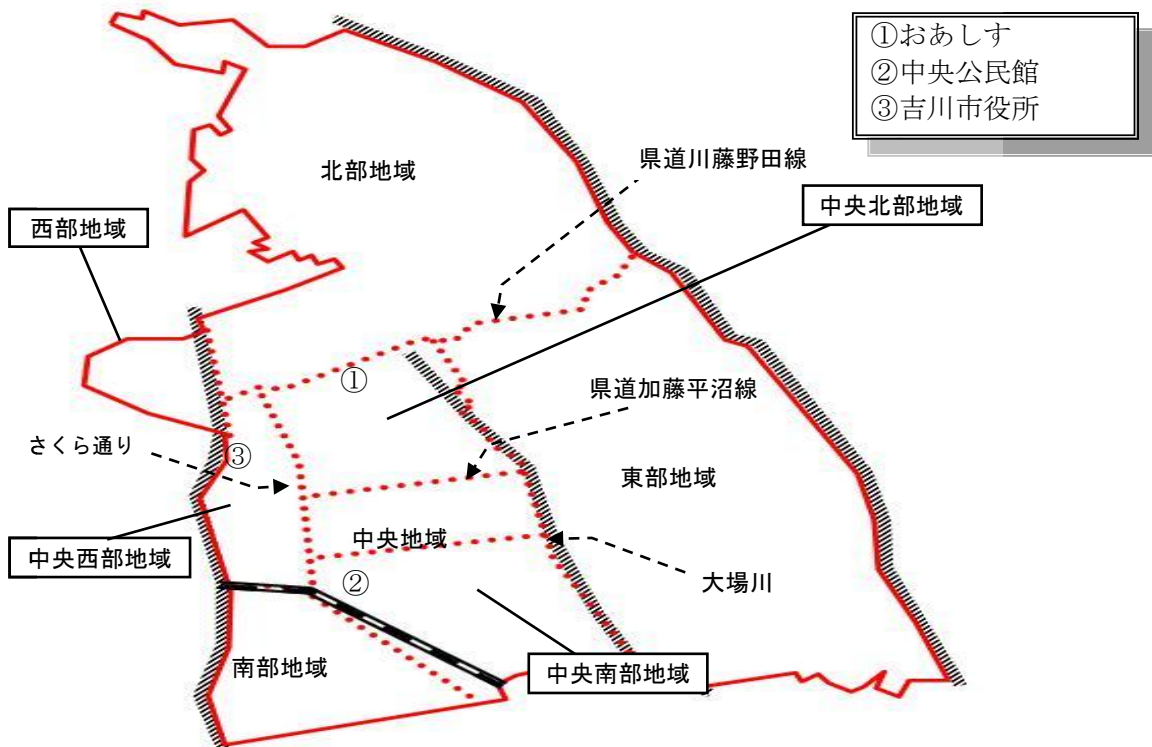 ①おあしす
②中央公民館
③吉川市役所
北部地域
県道川藤野田線
中央北部地域
西部地域
①
県道加藤平沼線
さくら通り
③
東部地域
中央地域
中央西部地域
②
大場川
南部地域
中央南部地域